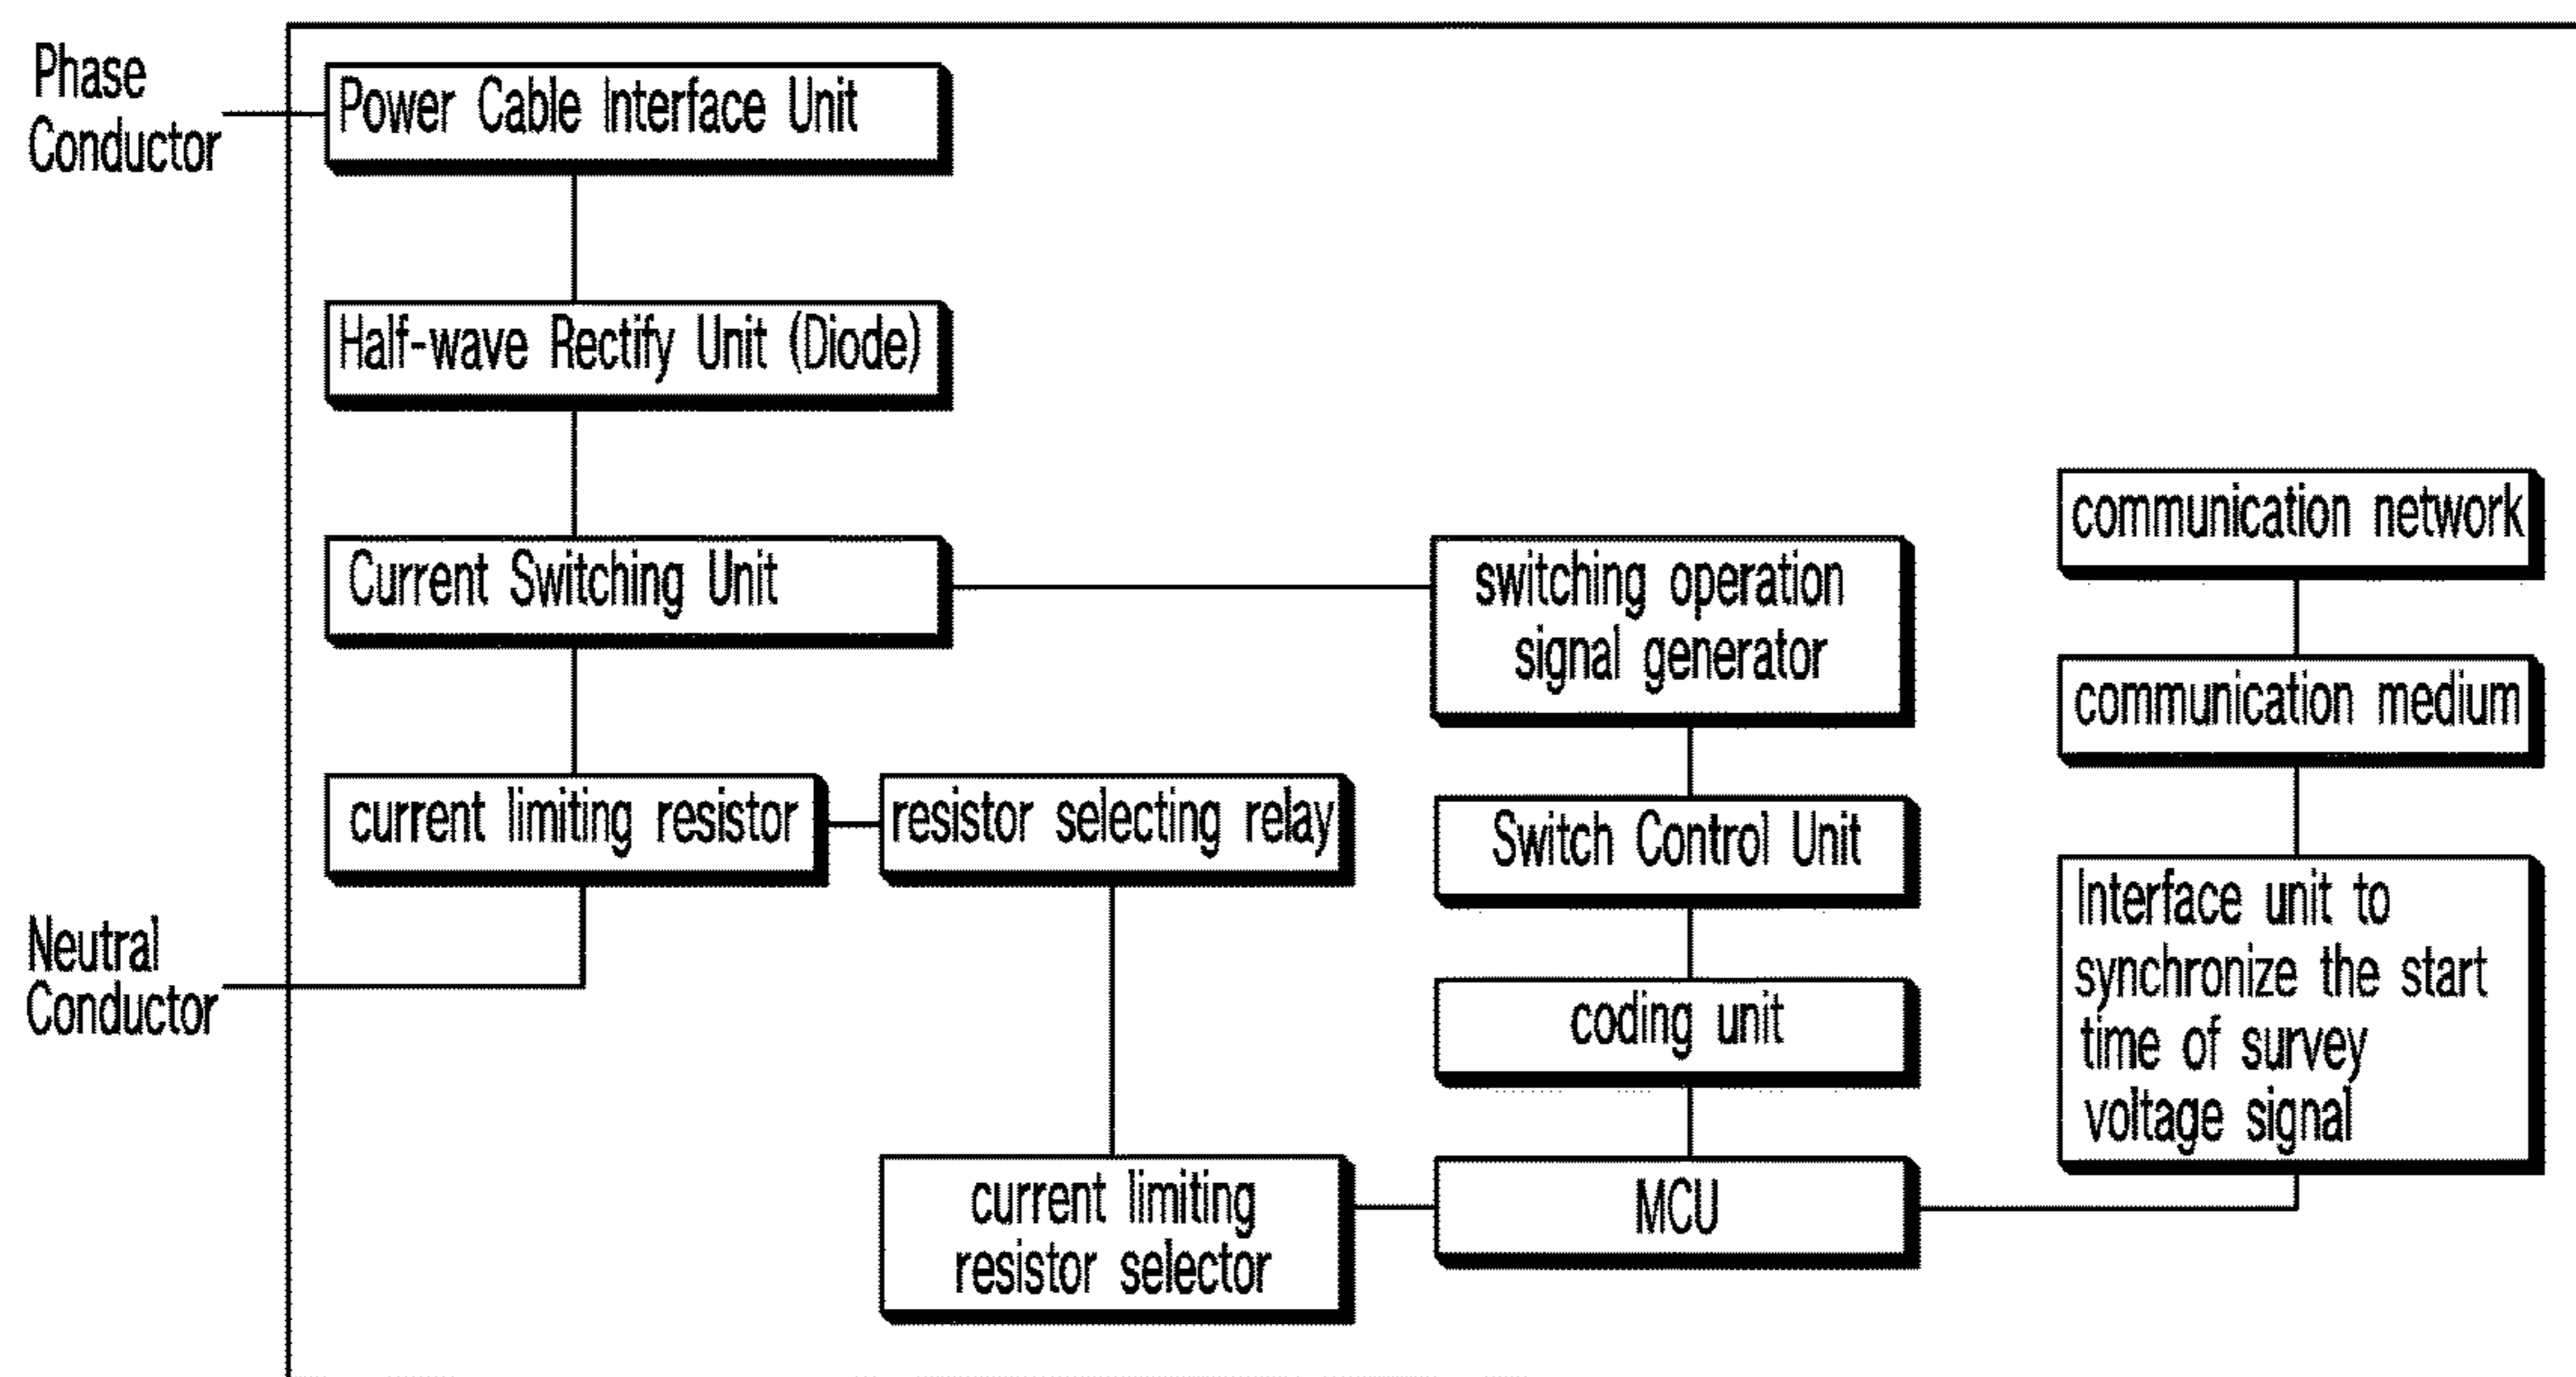 Phase
Conductor
Power Cable Interface Unit
Half-wave Rectify Unit (Diode)
Current Switching Unit
switching operation
signal generator
communication network
communication medium
current limiting resistor
resistor selecting relay
Switch Control Unit
Interface unit to
synchronize the start
time of survey
voltage signal
Neutral
Conductor
coding unit
current limiting
resistor selector
MCU